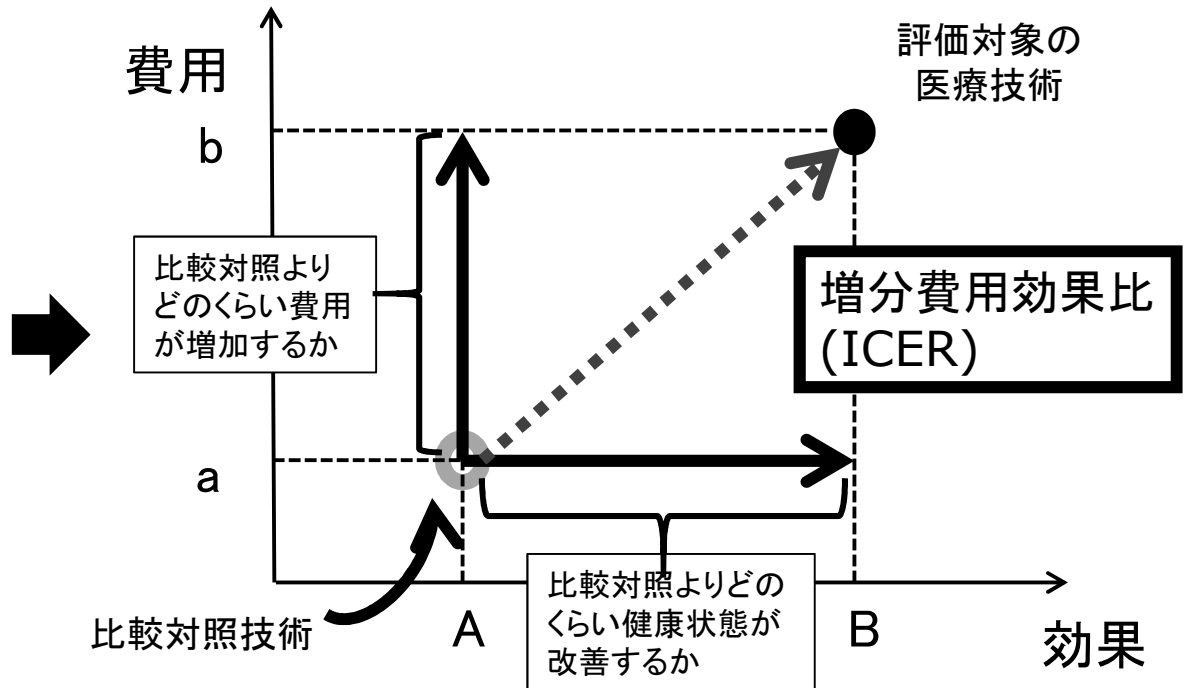 費用
評価対象の
医療技術
b
比較対照より
どのくらい費用
が増加するか
増分費用効果比
(ICER)
a
比較対照技術
A
比較対照よりどの
くらい健康状態が
改善するか
B
効果